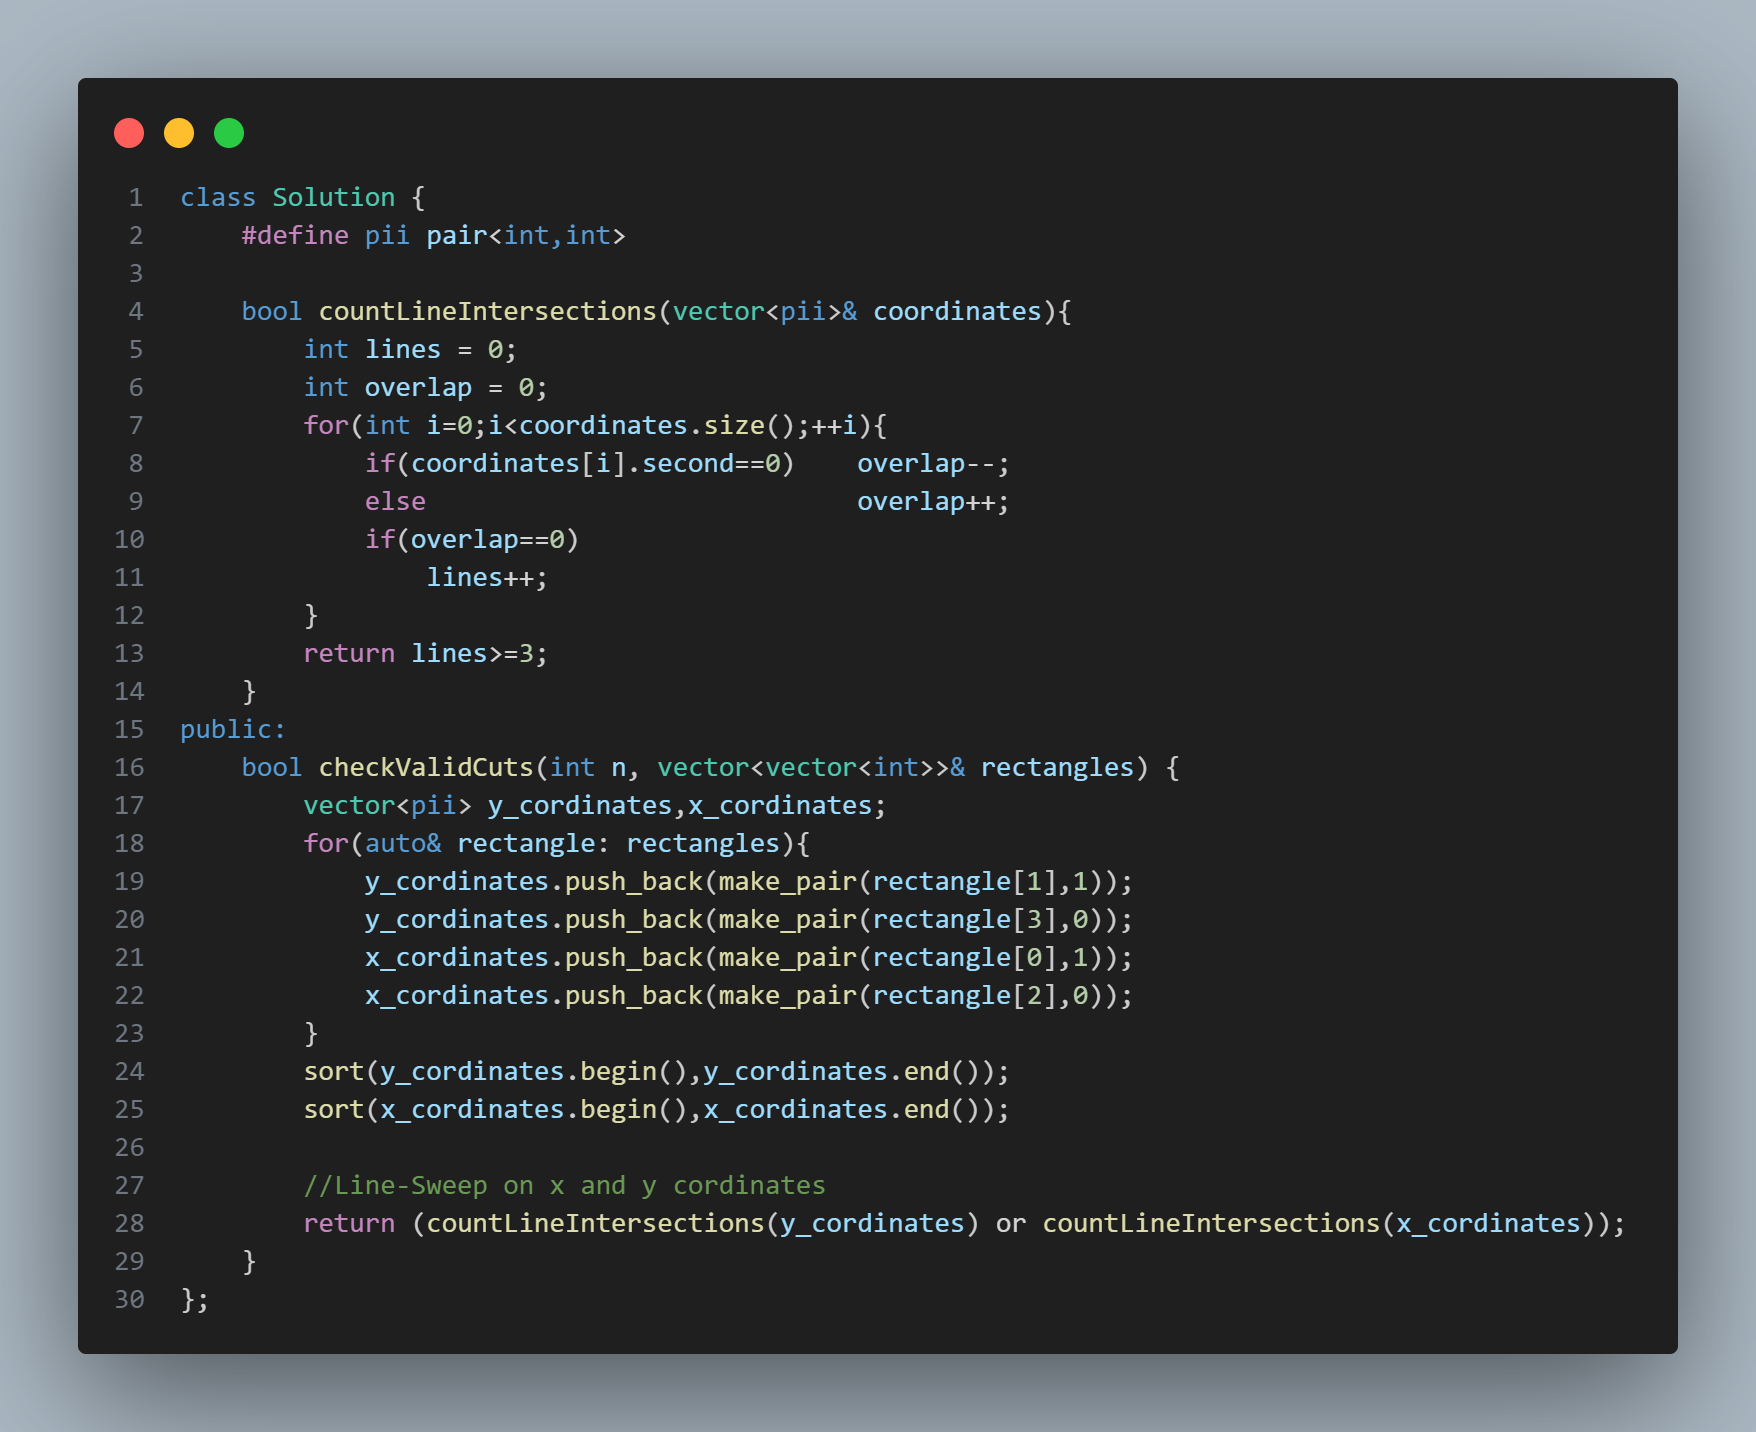 1 class Solution {
2     #define pii pair<int,int>
3
4     bool countLineIntersections(vector<pii>& coordinates){
5         int lines = 0;
6         int overlap = 0;
7         for(int i=0;i<coordinates.size();++i){
8             if(coordinates[i].second==0)    overlap--;
9             else                            overlap++;
10             if(overlap==0)
11                 lines++;
12         }
13         return lines>=3;
14     }
15 public:
16     bool checkValidCuts(int n, vector<vector<int>>& rectangles) {
17         vector<pii> y_cordinates,x_cordinates;
18         for(auto& rectangle: rectangles){
19             y_cordinates.push_back(make_pair(rectangle[1],1));
20             y_cordinates.push_back(make_pair(rectangle[3],0));
21             x_cordinates.push_back(make_pair(rectangle[0],1));
22             x_cordinates.push_back(make_pair(rectangle[2],0));
23         }
24         sort(y_cordinates.begin(),y_cordinates.end());
25         sort(x_cordinates.begin(),x_cordinates.end());
26
27         //Line-Sweep on x and y cordinates
28         return (countLineIntersections(y_cordinates) or countLineIntersections(x_cordinates));
29     }
30 };